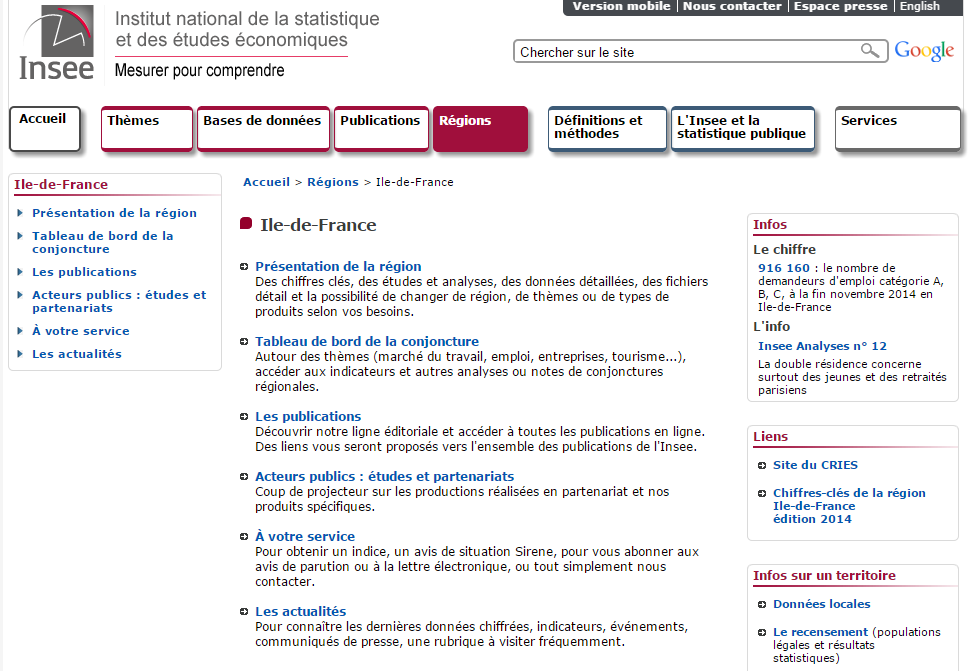 Version mobile | Nous contacter | Espace presse | English
Institut national de la statistique
et des études économiques
Insee
Mesurer pour comprendre
Chercher sur le site
Google
Accueil
Thèmes
Bases de données
Publications
Régions
Définitions et
méthodes
L'Insee et la
statistique publique
Services
Ile-de-France
Présentation de la région
Tableau de bord de la
conjoncture
Les publications
Acteurs publics : études et
partenariats
À votre service
Les actualités
Accueil > Régions > Ile-de-France
Ile-de-France
Présentation de la région
Des chiffres clés, des études et analyses, des données détaillées, des fichiers
détail et la possibilité de changer de région, de thèmes ou de types de
produits selon vos besoins.
Tableau de bord de la conjoncture
Autour des thèmes (marché du travail, emploi, entreprises, tourisme...),
accéder aux indicateurs et autres analyses ou notes de conjonctures
régionales.
Les publications
Découvrir notre ligne éditoriale et accéder à toutes les publications en ligne.
Des liens vous seront proposés vers l'ensemble des publications de l'Insee.
Acteurs publics : études et partenariats
Coup de projecteur sur les productions réalisées en partenariat et nos
produits spécifiques.
À votre service
Pour obtenir un indice, un avis de situation Sirene, pour vous abonner aux
avis de parution ou à la lettre électronique, ou tout simplement nous
contacter.
Les actualités
Pour connaître les dernières données chiffrées, indicateurs, événements,
communiqués de presse, une rubrique à visiter fréquemment.
Infos
Le chiffre
916 160 : le nombre de
demandeurs d'emploi catégorie A,
B, C, à la fin novembre 2014 en
Ile-de-France
L'info
Insee Analyses n° 12
La double résidence concerne
surtout des jeunes et des retraités
parisiens
Liens
Site du CRIES
Chiffres-clés de la région
Ile-de-France
édition 2014
Infos sur un territoire
Données locales
Le recensement (populations
légales et résultats
statistiques)